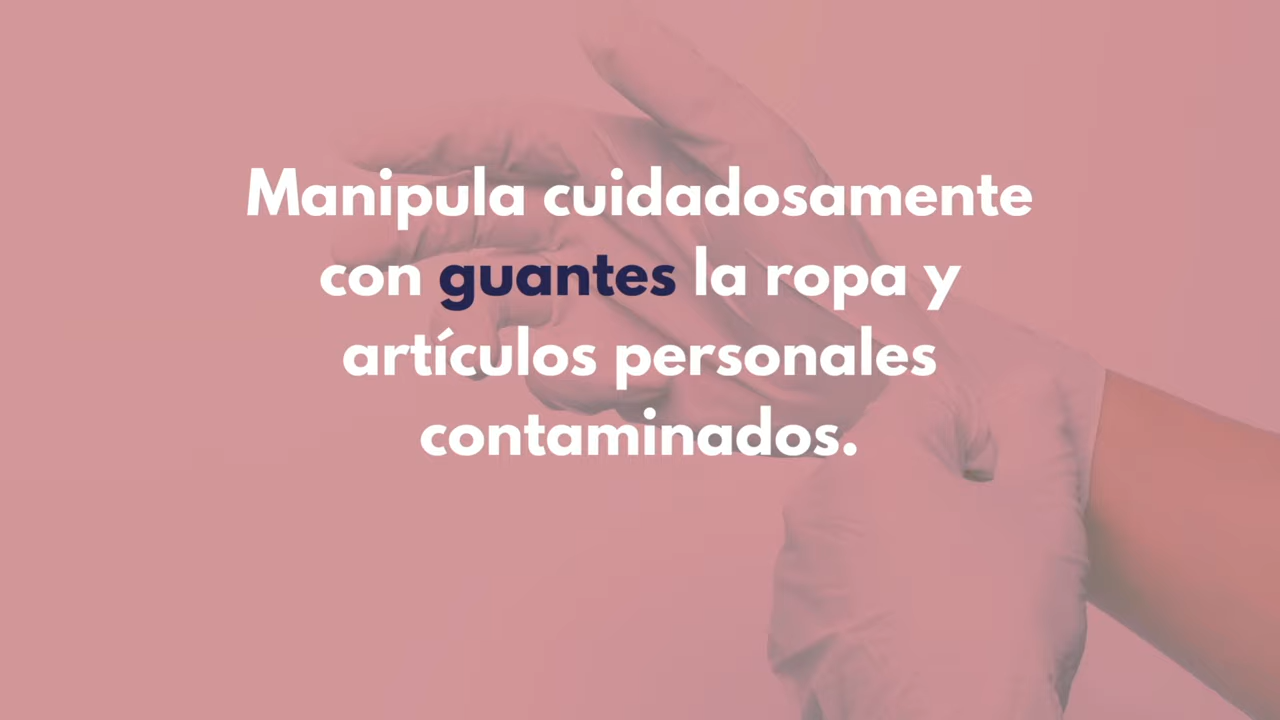 Manipula cuidadosamente
con guantes la ropa y
artículos personales
contaminados.